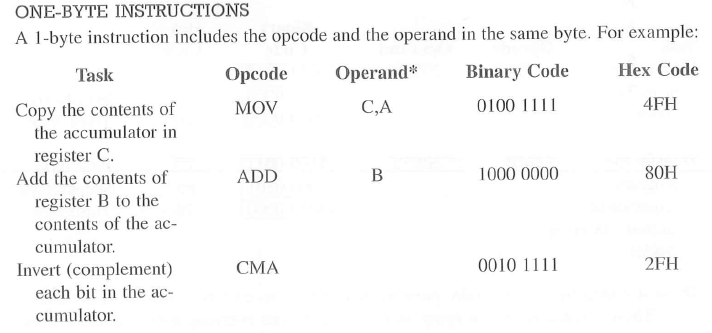 ONE-BYTE INSTRUCTIONS
A 1-byte instruction includes the opcode and the operand in the same byte. For example:
Task Opcode Operand* Binary Code Hex Code
Copy the contents of MOV C,A 0100 1111 4FH
the accumulator in
register C.
Add the contents of ADD B 1000 0000 80H
register B to the
contents of the ac-
cumulator.
Invert (complement) CMA 0010 1111 2FH
each bit in the ac-
cumulator.